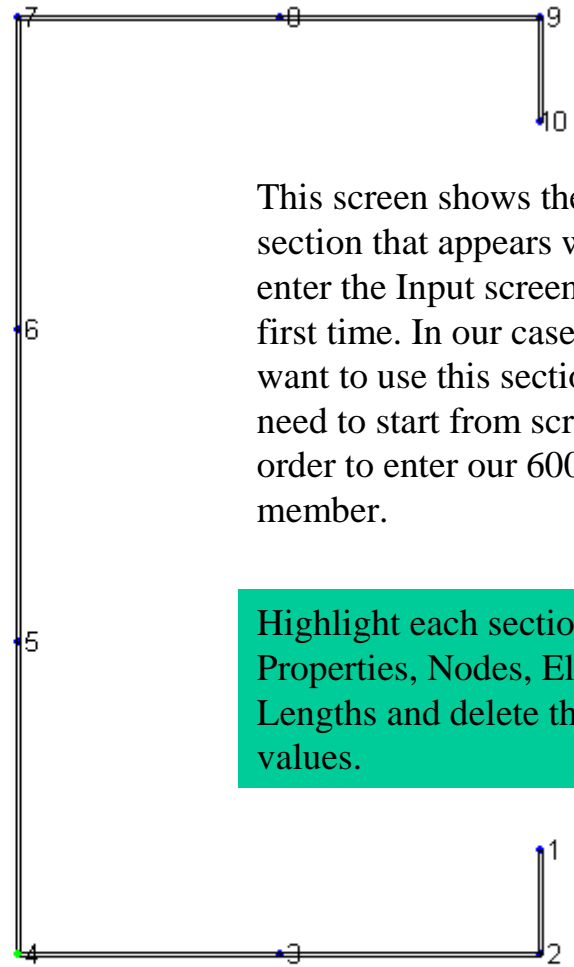 7
8
9
10
This screen shows the
section that appears w
enter the Input screen
first time. In our case
want to use this sectio
need to start from scr
order to enter our 600
member.
6
Highlight each sectio
Properties, Nodes, El
Lengths and delete th
values.
5
1
4
3
2